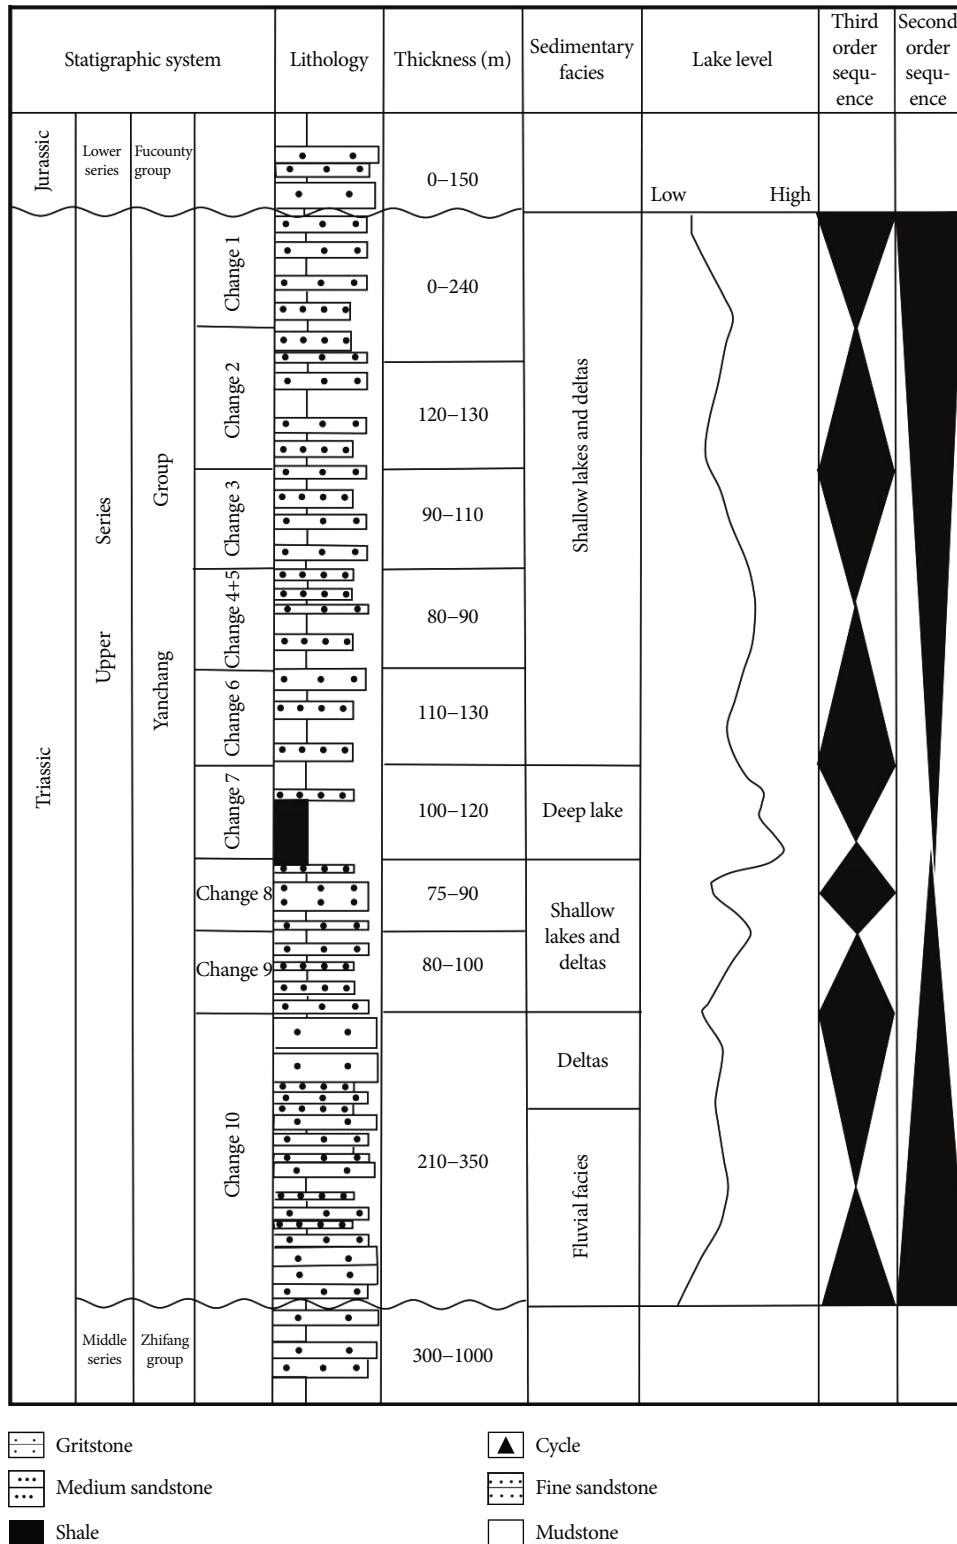 Statigraphic system
Lithology
Thickness (m)
Sedimentary
facies
Lake level
Third
order
sequ-
ence
Second
order
sequ-
ence
Jurassic
Lower
series
Fucounty
group
0–150
Low
High
Triassic
Upper
Series
Yanchang
Group
Change 1
0–240
Change 2
120–130
Change 3
90–110
Change 4+5
80–90
Change 6
110–130
Shallow lakes and deltas
Change 7
100–120
Deep lake
Change 8
75–90
Shallow
lakes and
deltas
Change 9
80–100
Change 10
210–350
Deltas
Fluvial facies
Middle
series
Zhifang
group
300–1000
Gritstone
Cycle
Medium sandstone
Fine sandstone
Shale
Mudstone